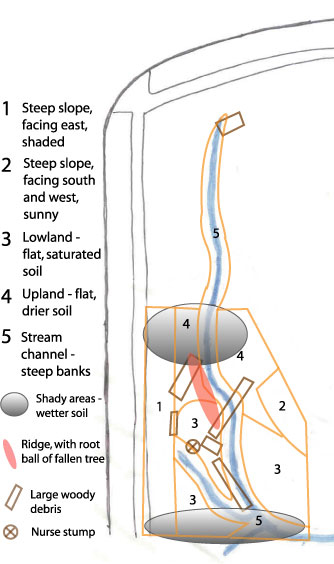 1 Steep slope,
facing east,
shaded
2 Steep slope,
facing south
and west,
sunny
3 Lowland -
flat, saturated
soil
4 Upland - flat,
drier soil
5 Stream
channel -
steep banks
Shady areas -
wetter soil
Ridge, with root
ball of fallen tree
Large woody
debris
Nurse stump
5
4
4
1
2
3
3
3
5